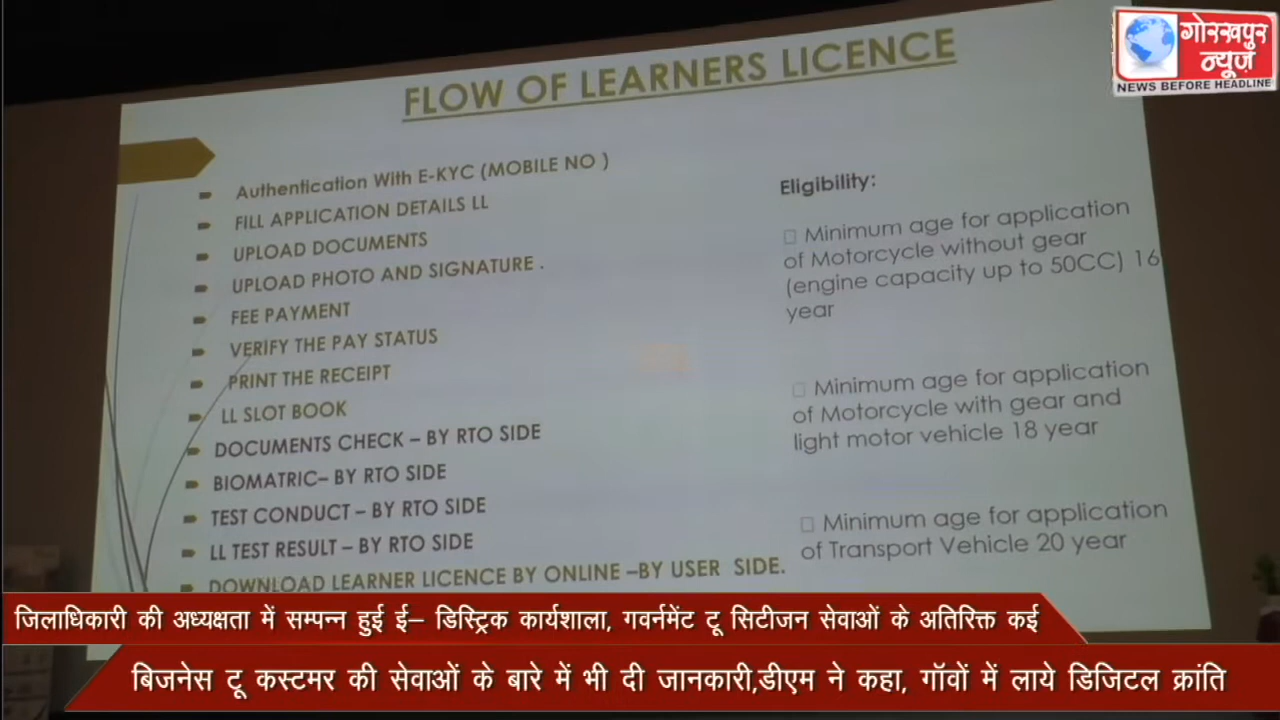 गोरखपुर
न्यूज़
NEWS BEFORE HEADLINE
FLOW OF LEARNERS LICENCE
Authentication With E-KYC (MOBILE NO )
FILL APPLICATION DETAILS LL
UPLOAD DOCUMENTS
UPLOAD PHOTO AND SIGNATURE .
FEE PAYMENT
VERIFY THE PAY STATUS
PRINT THE RECEIPT
LL SLOT BOOK
DOCUMENTS CHECK – BY RTO SIDE
BIOMATRIC– BY RTO SIDE
TEST CONDUCT – BY RTO SIDE
LL TEST RESULT – BY RTO SIDE
DOWNLOAD LEARNER LICENCE BY ONLINE –BY USER SIDE.
Eligibility:
Minimum age for application
of Motorcycle without gear
(engine capacity up to 50CC) 16
year
Minimum age for application
of Motorcycle with gear and
light motor vehicle 18 year
Minimum age for application
of Transport Vehicle 20 year
जिलाधिकारी की अध्यक्षता में सम्पन्न हुई ई– डिस्ट्रिक कार्यशाला, गवर्नमेंट टू सिटीजन सेवाओं के अतिरिक्त कई
बिजनेस टू कस्टमर की सेवाओं के बारे में भी दी जानकारी,डीएम ने कहा, गॉवों में लाये डिजिटल क्रांति